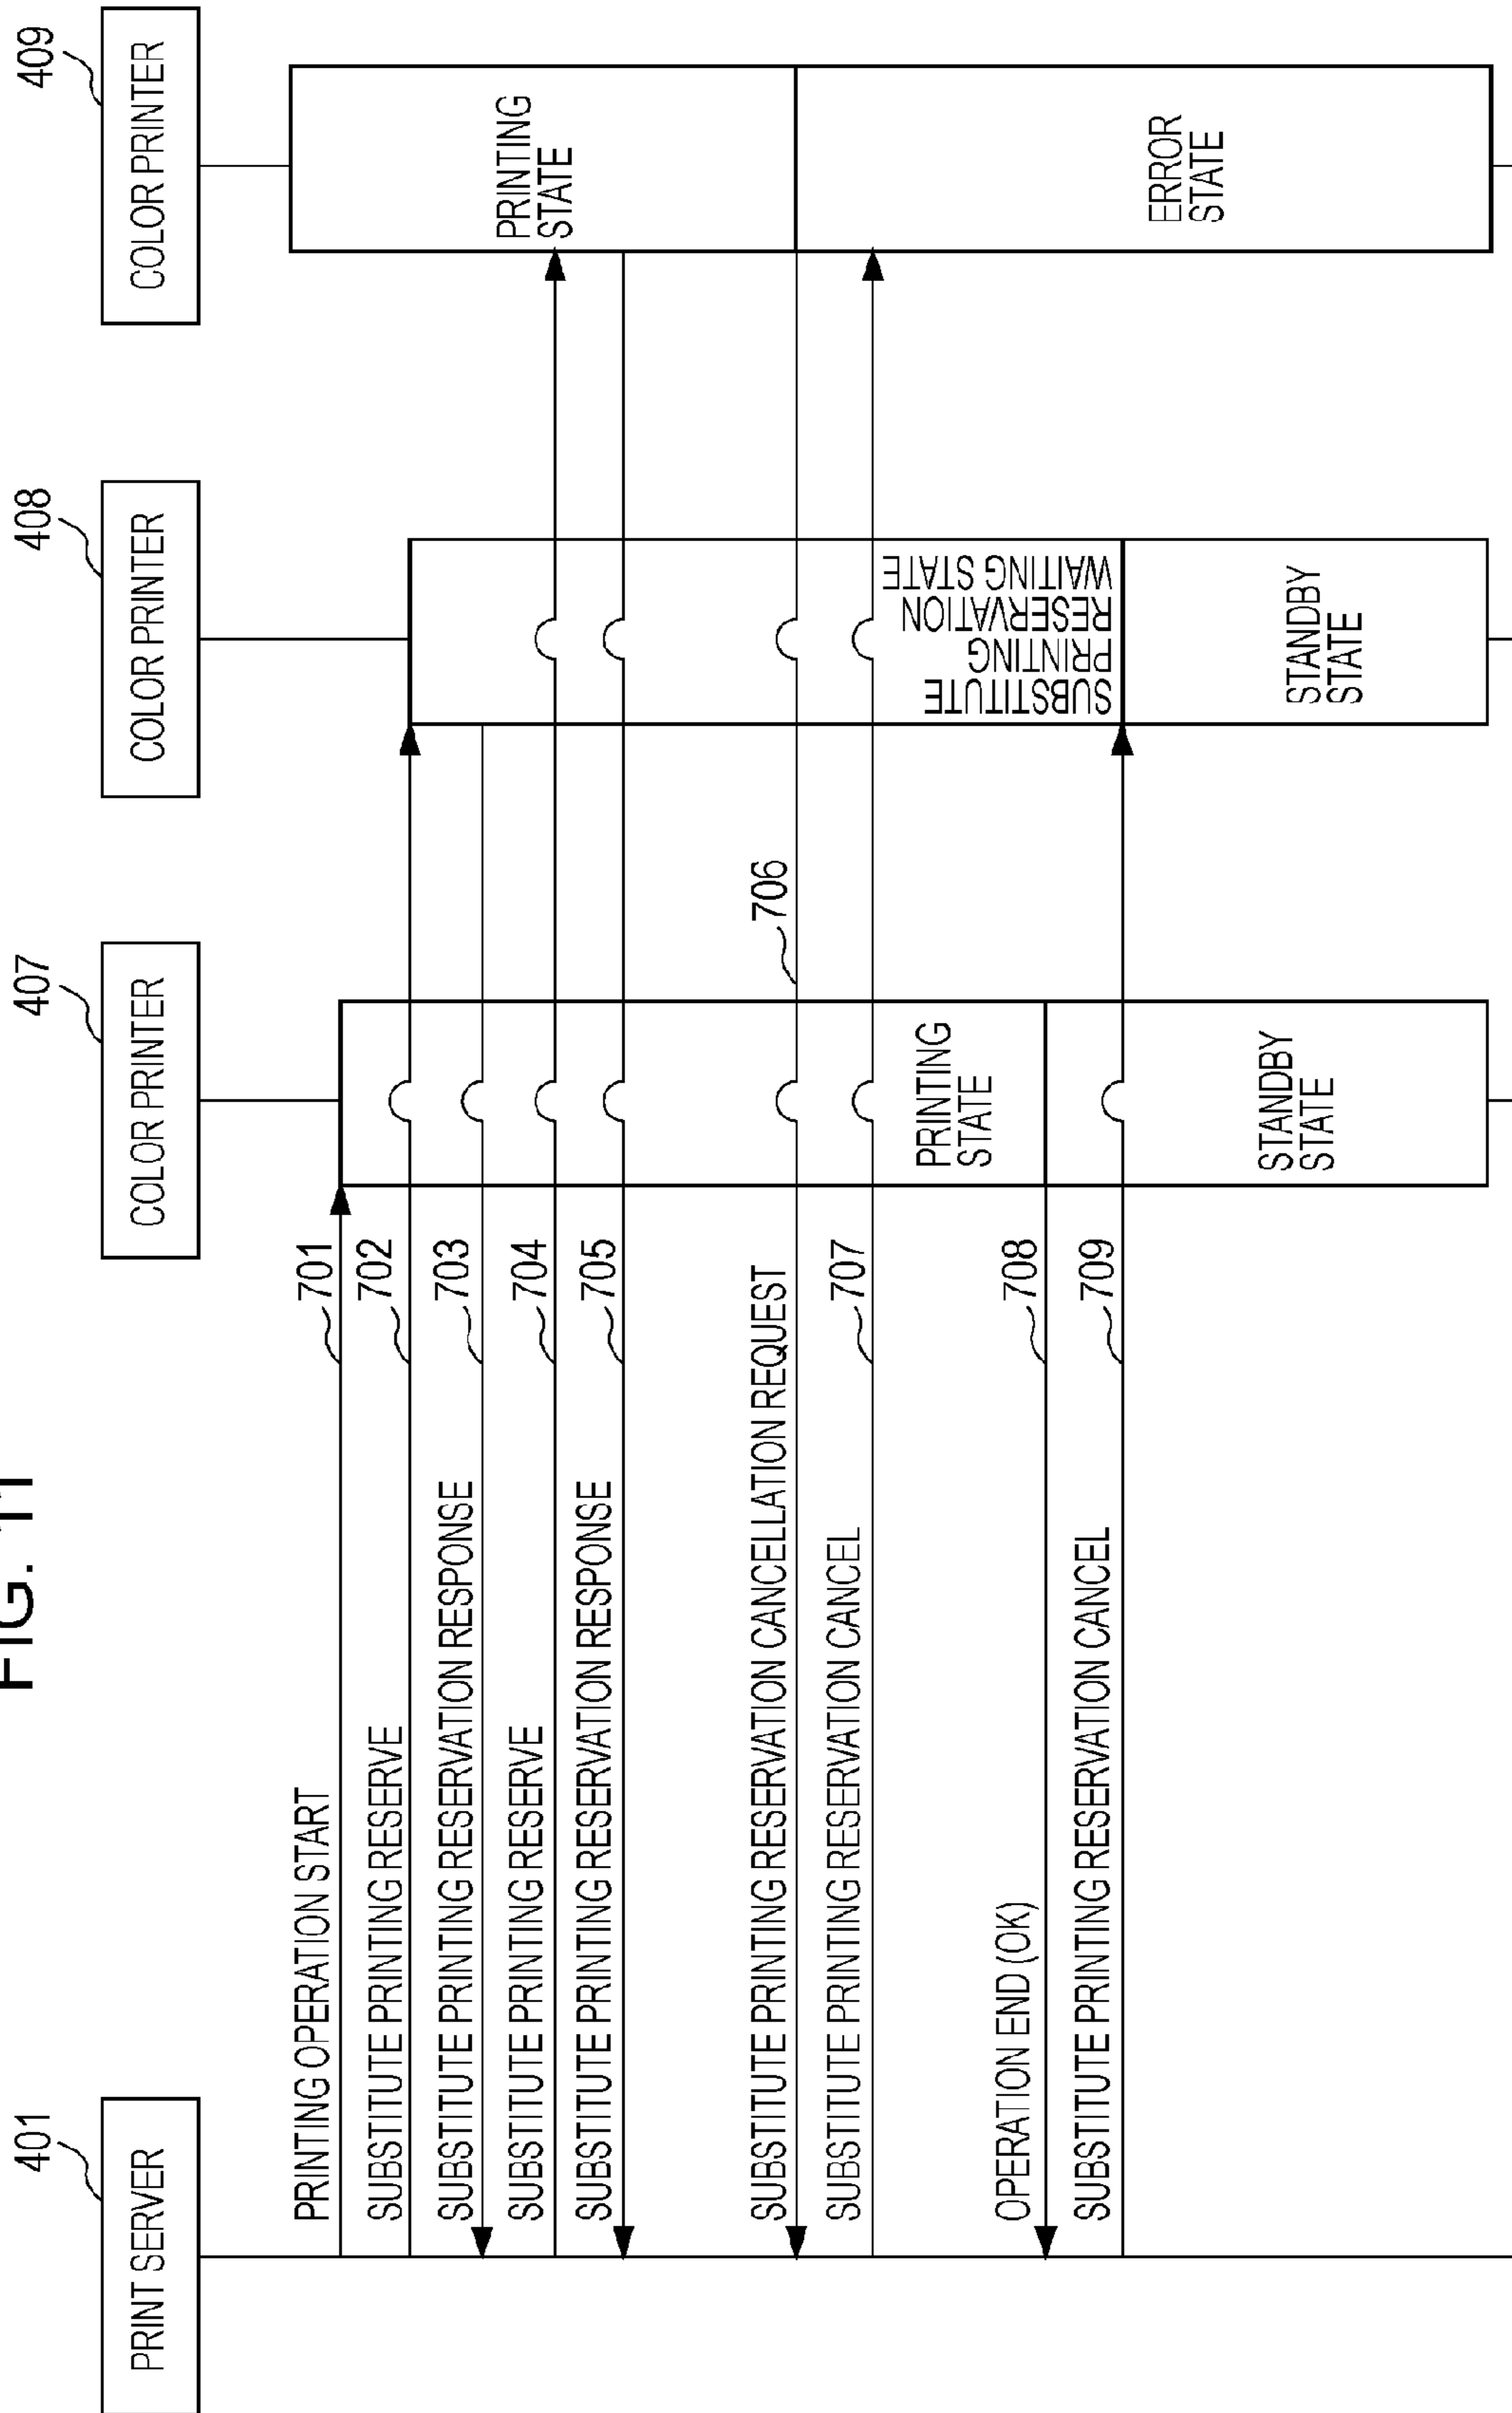 FIG. 11
401
PRINT SERVER
407
COLOR PRINTER
408
COLOR PRINTER
409
COLOR PRINTER
PRINTING OPERATION START
701
SUBSTITUTE PRINTING RESERVE
702
SUBSTITUTE PRINTING RESERVATION RESPONSE
703
SUBSTITUTE PRINTING RESERVE
704
SUBSTITUTE PRINTING RESERVATION RESPONSE
705
SUBSTITUTE PRINTING RESERVATION CANCELLATION REQUEST
706
SUBSTITUTE PRINTING RESERVATION CANCEL
707
OPERATION END (OK)
708
SUBSTITUTE PRINTING RESERVATION CANCEL
709
PRINTING
STATE
STANDBY
STATE
SUBSTITUTE
PRINTING
RESERVATION
WAITING STATE
STANDBY
STATE
PRINTING
STATE
ERROR
STATE